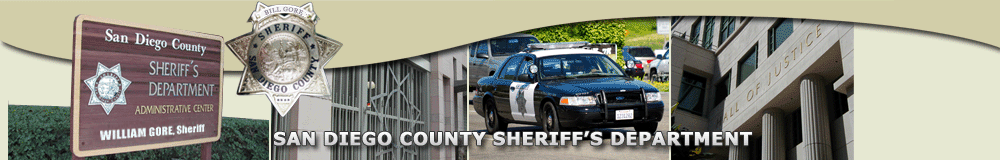 San Diego County
SHERIFF'S
DEPARTMENT
ADMINISTRATIVE CENTER
WILLIAM GORE, Sheriff
BILL GORE
SHERIFF
SAN DIEGO COUNTY
HALL OF JUSTICE
SAN DIEGO COUNTY SHERIFF'S DEPARTMENT